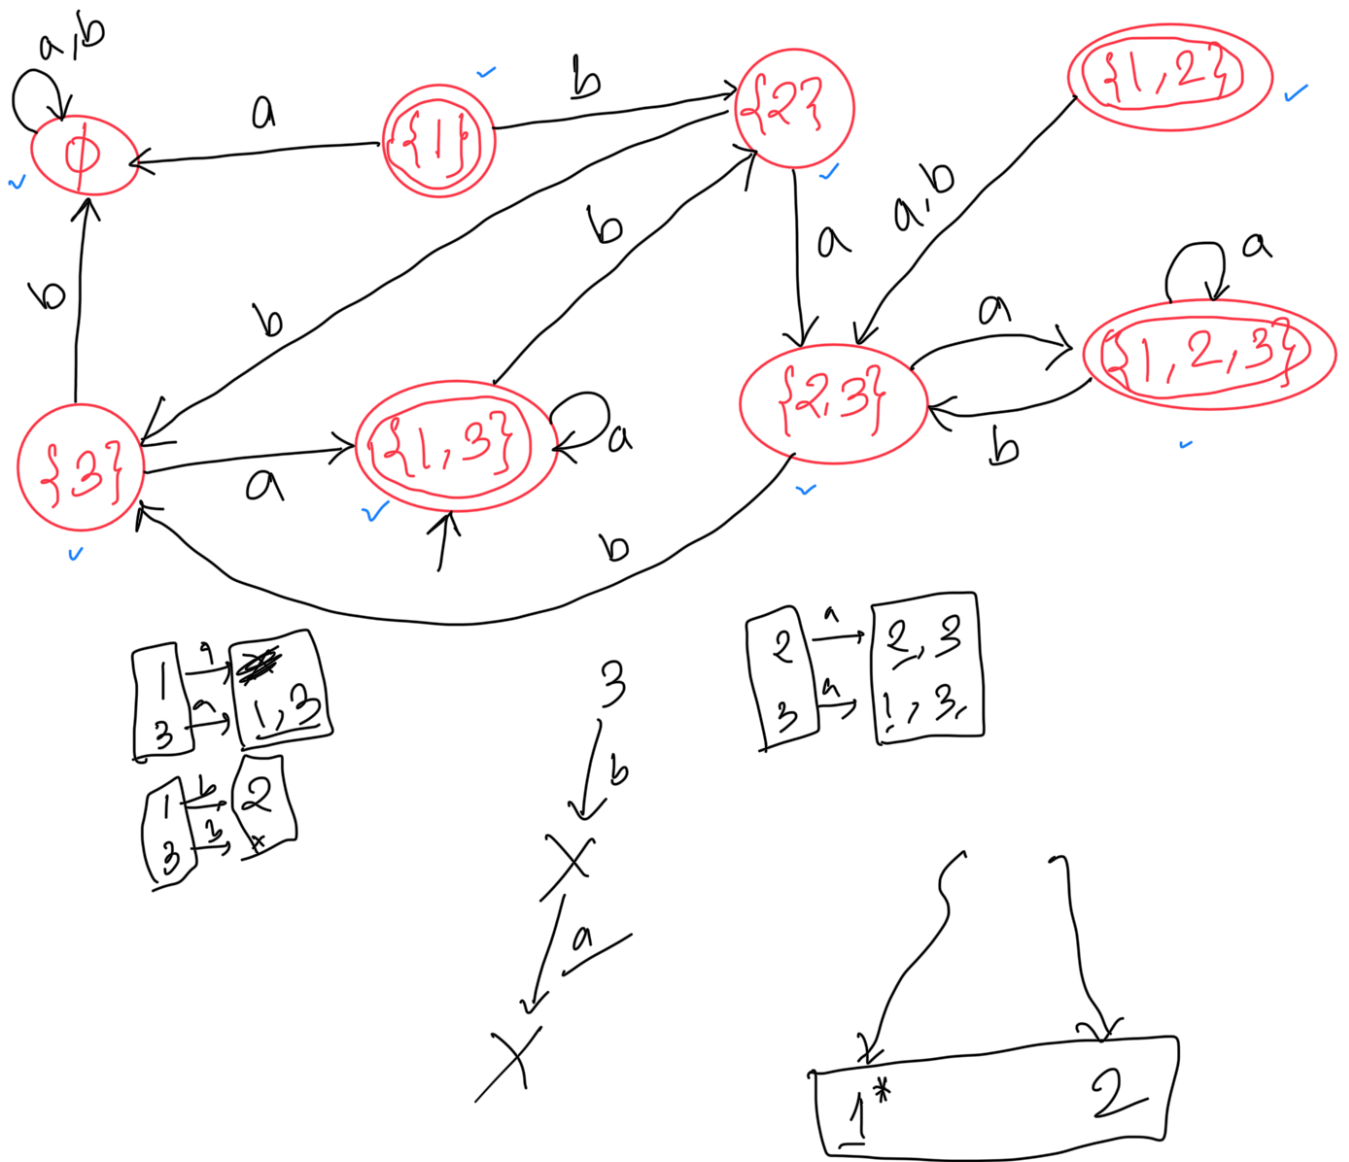 a,b
a
b
ϕ
{1}
{2}
{1,2}
a,b
b
a
b
b
a
a
{1,2,3}
{2,3}
b
{3}
a
{1,3}
a
b
1 a
3 a 1,3
1 b 2
3 b x
3
b
X
a
X
2 a 2,3
3 a 1,3,
1* 2